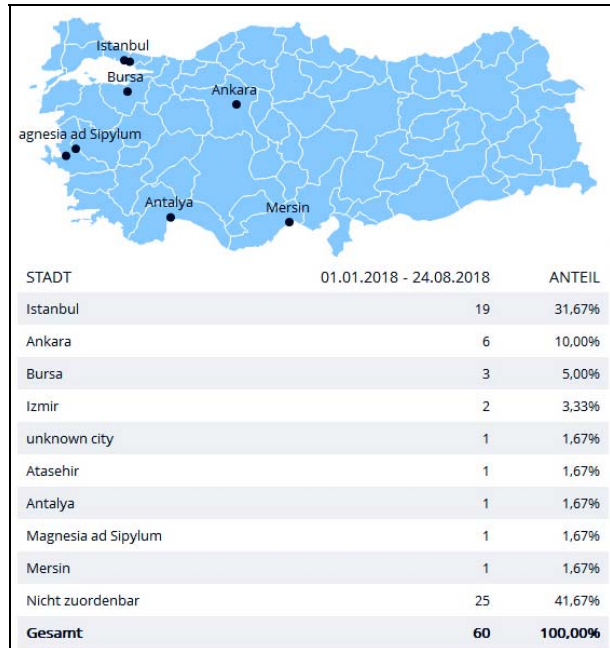 Istanbul
Bursa
Ankara
agnesia ad Sipylum
Antalya
Mersin
STADT 01.01.2018 - 24.08.2018 ANTEIL
Istanbul 19 31,67%
Ankara 6 10,00%
Bursa 3 5,00%
Izmir 2 3,33%
unknown city 1 1,67%
Atasehir 1 1,67%
Antalya 1 1,67%
Magnesia ad Sipylum 1 1,67%
Mersin 1 1,67%
Nicht zuordenbar 25 41,67%
Gesamt 60 100,00%